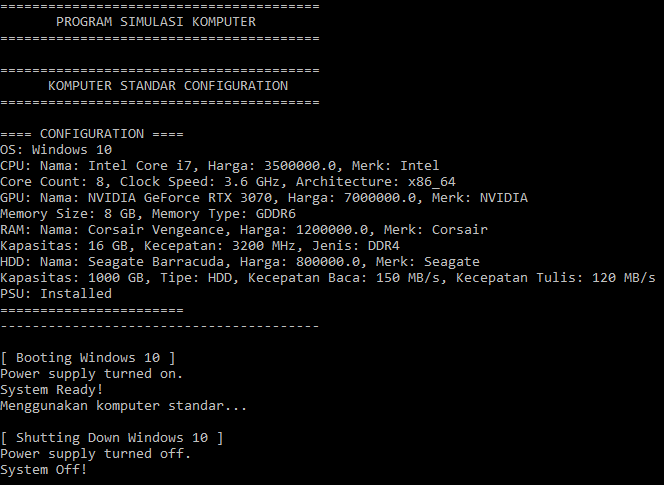 ========================================
PROGRAM SIMULASI KOMPUTER
========================================
========================================
KOMPUTER STANDAR CONFIGURATION
========================================
==== CONFIGURATION ====
OS: Windows 10
CPU: Nama: Intel Core i7, Harga: 3500000.0, Merk: Intel
Core Count: 8, Clock Speed: 3.6 GHz, Architecture: x86_64
GPU: Nama: NVIDIA GeForce RTX 3070, Harga: 7000000.0, Merk: NVIDIA
Memory Size: 8 GB, Memory Type: GDDR6
RAM: Nama: Corsair Vengeance, Harga: 1200000.0, Merk: Corsair
Kapasitas: 16 GB, Kecepatan: 3200 MHz, Jenis: DDR4
HDD: Nama: Seagate Barracuda, Harga: 800000.0, Merk: Seagate
Kapasitas: 1000 GB, Tipe: HDD, Kecepatan Baca: 150 MB/s, Kecepatan Tulis: 120 MB/s
PSU: Installed
=======================
----------------------------------------
[ Booting Windows 10 ]
Power supply turned on.
System Ready!
Menggunakan komputer standar...
[ Shutting Down Windows 10 ]
Power supply turned off.
System Off!